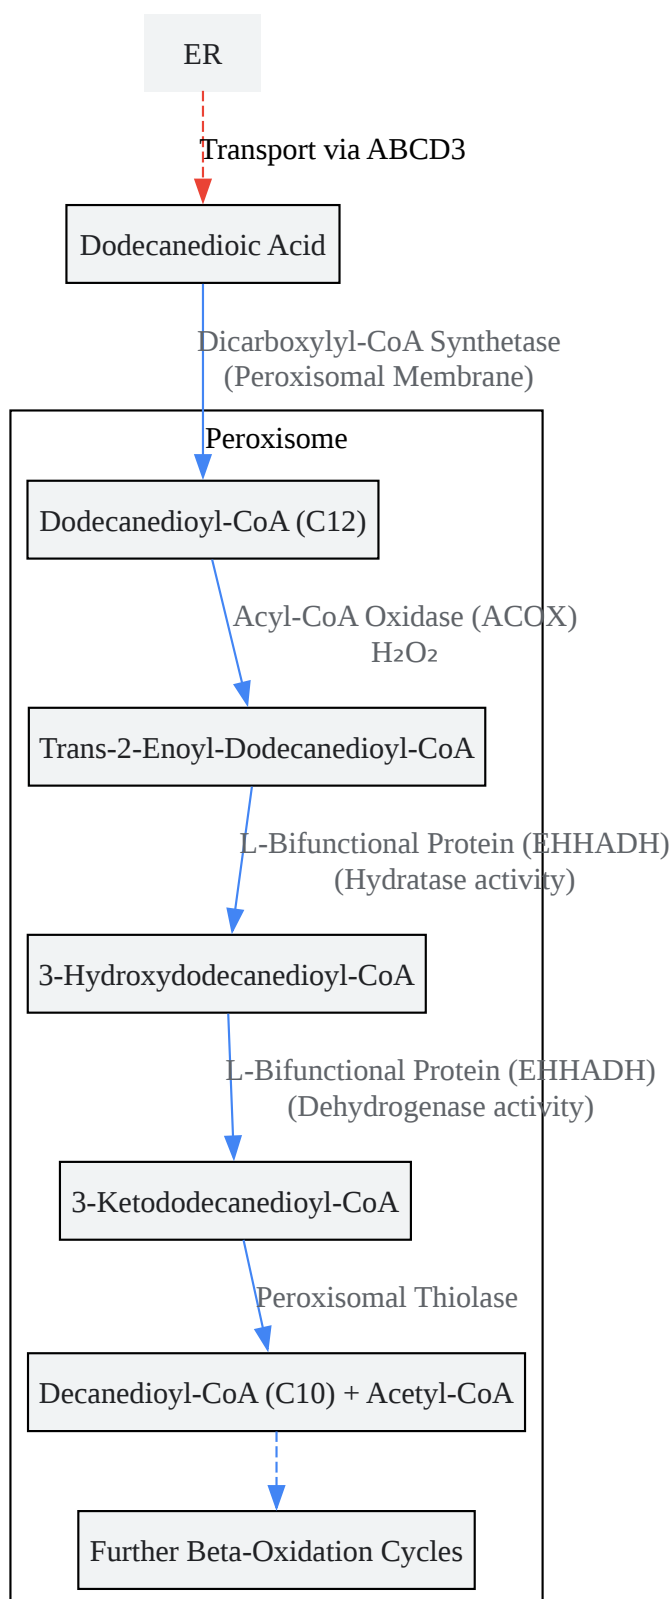 ER
Transport via ABCD3
Dodecanedioic Acid
Dicarboxylyl-CoA Synthetase
(Peroxisomal Membrane)
Peroxisome
Dodecanedioyl-CoA (C12)
Acyl-CoA Oxidase (ACOX)
H₂O₂
Trans-2-Enoyl-Dodecanedioyl-CoA
L-Bifunctional Protein (EHHADH)
(Hydratase activity)
3-Hydroxydodecanedioyl-CoA
L-Bifunctional Protein (EHHADH)
(Dehydrogenase activity)
3-Ketododecanedioyl-CoA
Peroxisomal Thiolase
Decanedioyl-CoA (C10) + Acetyl-CoA
Further Beta-Oxidation Cycles